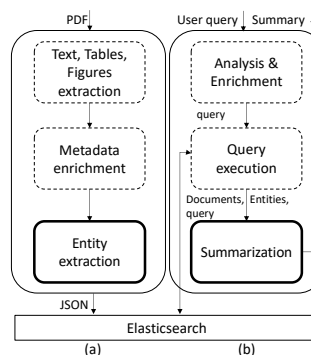 PDF
Text, Tables,
Figures
extraction
Metadata
enrichment
Entity
extraction
JSON
User query
Summary
Analysis &
Enrichment
query
Query
execution
Documents, Entities,
query
Summarization
Elasticsearch
(a)
(b)